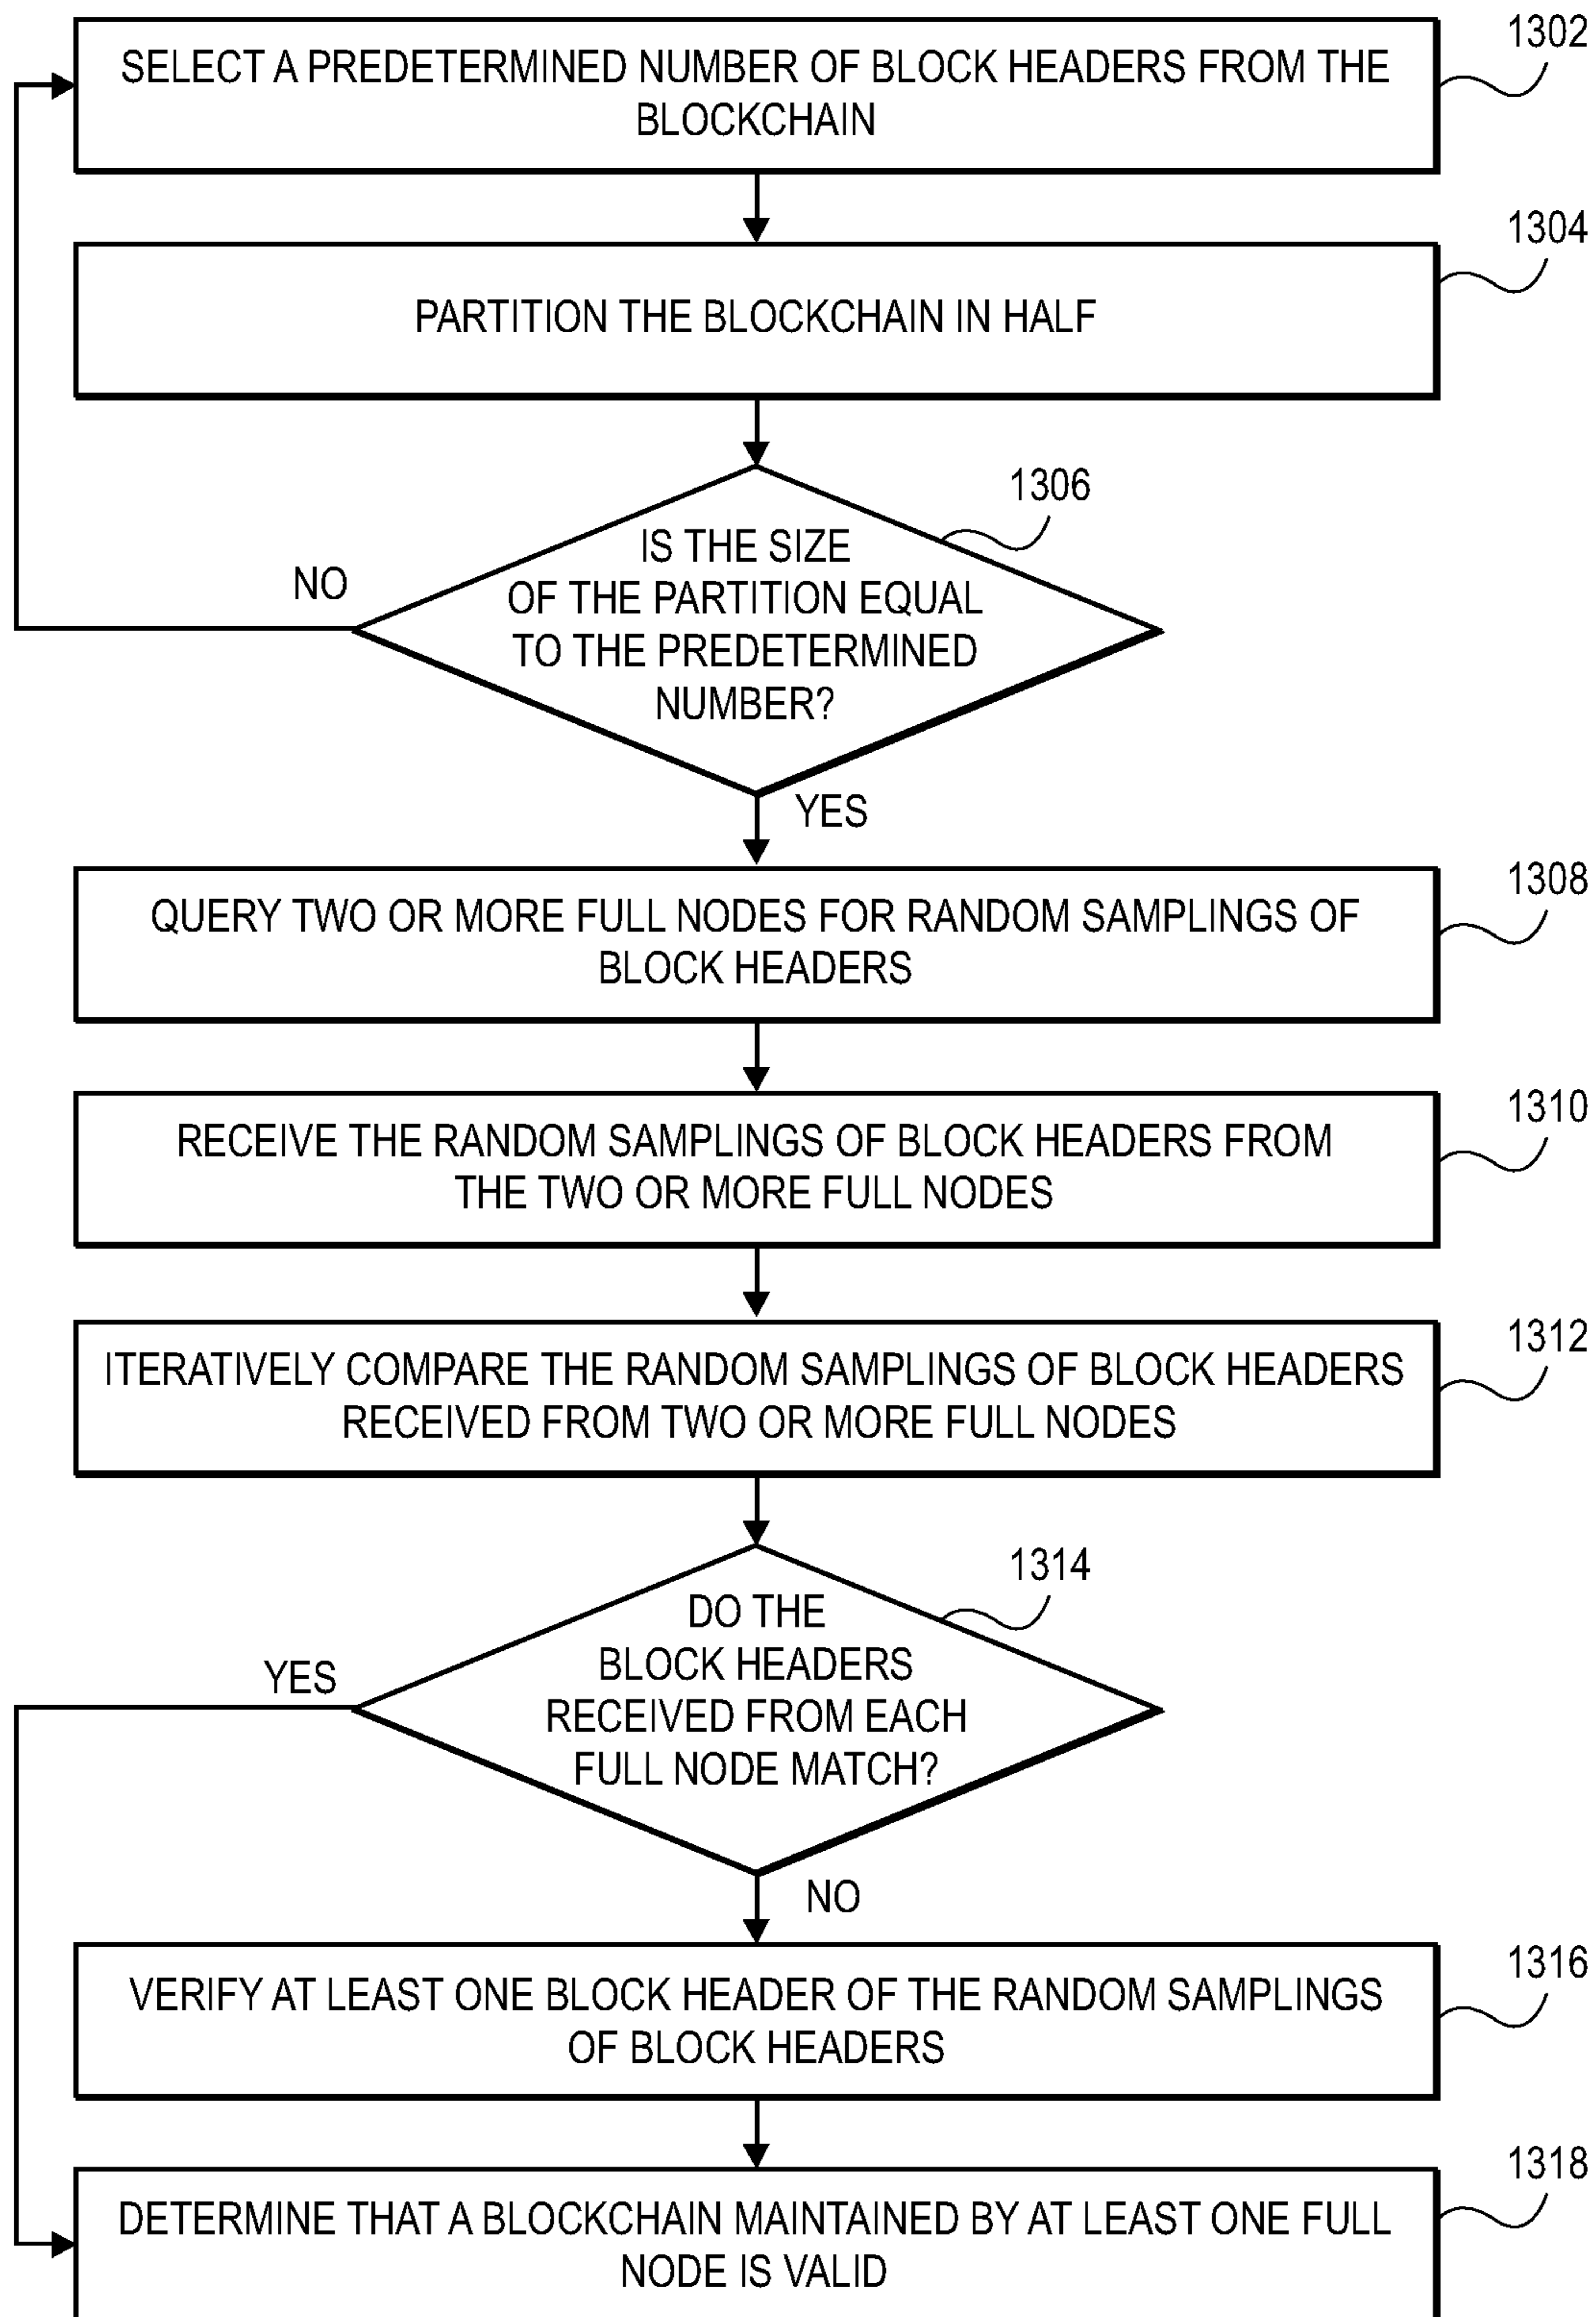 1302
SELECT A PREDETERMINED NUMBER OF BLOCK HEADERS FROM THE
BLOCKCHAIN
1304
PARTITION THE BLOCKCHAIN IN HALF
1306
IS THE SIZE
OF THE PARTITION EQUAL
TO THE PREDETERMINED
NUMBER?
NO
YES
1308
QUERY TWO OR MORE FULL NODES FOR RANDOM SAMPLINGS OF
BLOCK HEADERS
1310
RECEIVE THE RANDOM SAMPLINGS OF BLOCK HEADERS FROM
THE TWO OR MORE FULL NODES
1312
ITERATIVELY COMPARE THE RANDOM SAMPLINGS OF BLOCK HEADERS
RECEIVED FROM TWO OR MORE FULL NODES
1314
DO THE
BLOCK HEADERS
RECEIVED FROM EACH
FULL NODE MATCH?
YES
NO
1316
VERIFY AT LEAST ONE BLOCK HEADER OF THE RANDOM SAMPLINGS
OF BLOCK HEADERS
1318
DETERMINE THAT A BLOCKCHAIN MAINTAINED BY AT LEAST ONE FULL
NODE IS VALID